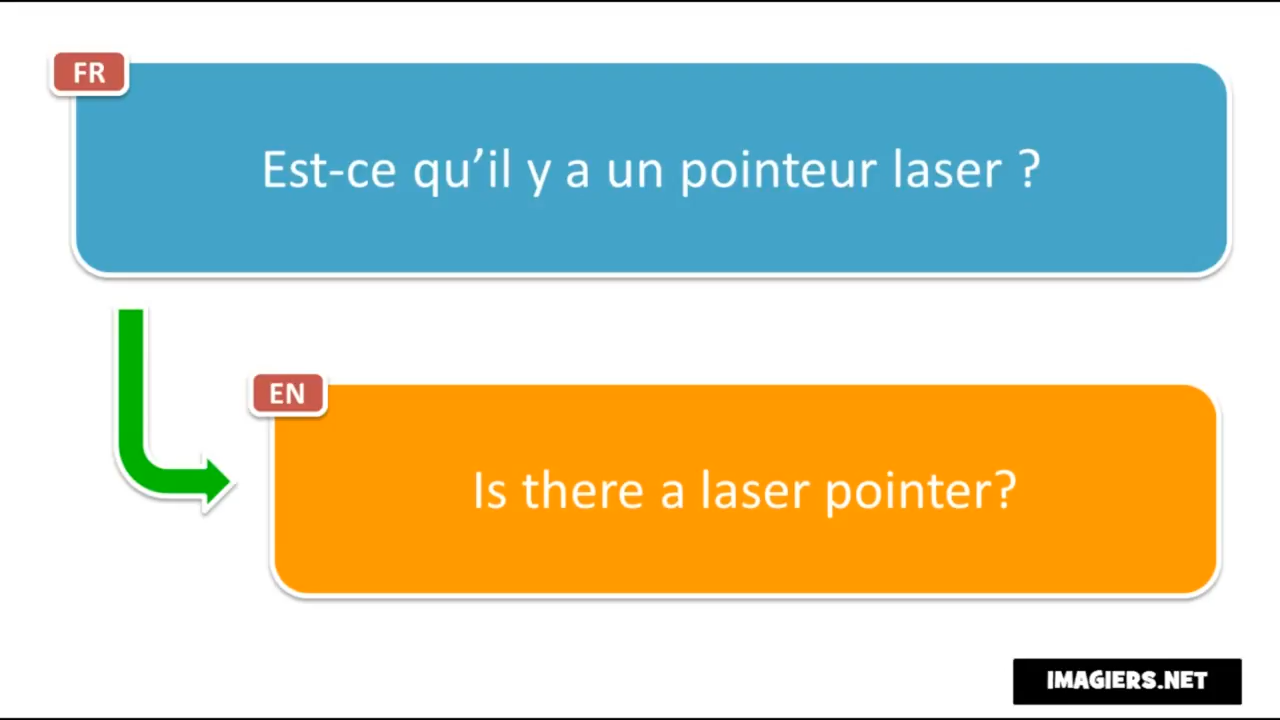 FR
Est-ce qu’il y a un pointeur laser ?
EN
Is there a laser pointer?
IMAGIERS.NET